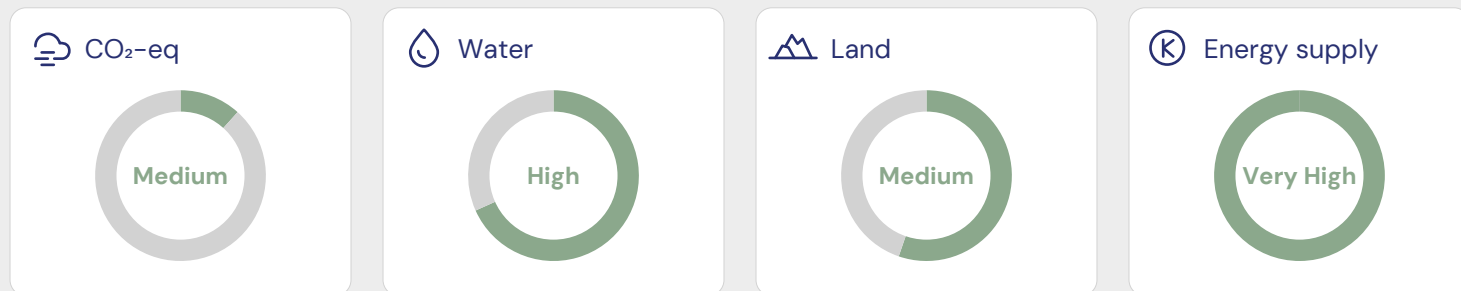 CO₂-eq
Water
Land
Energy supply
Medium
High
Medium
Very High